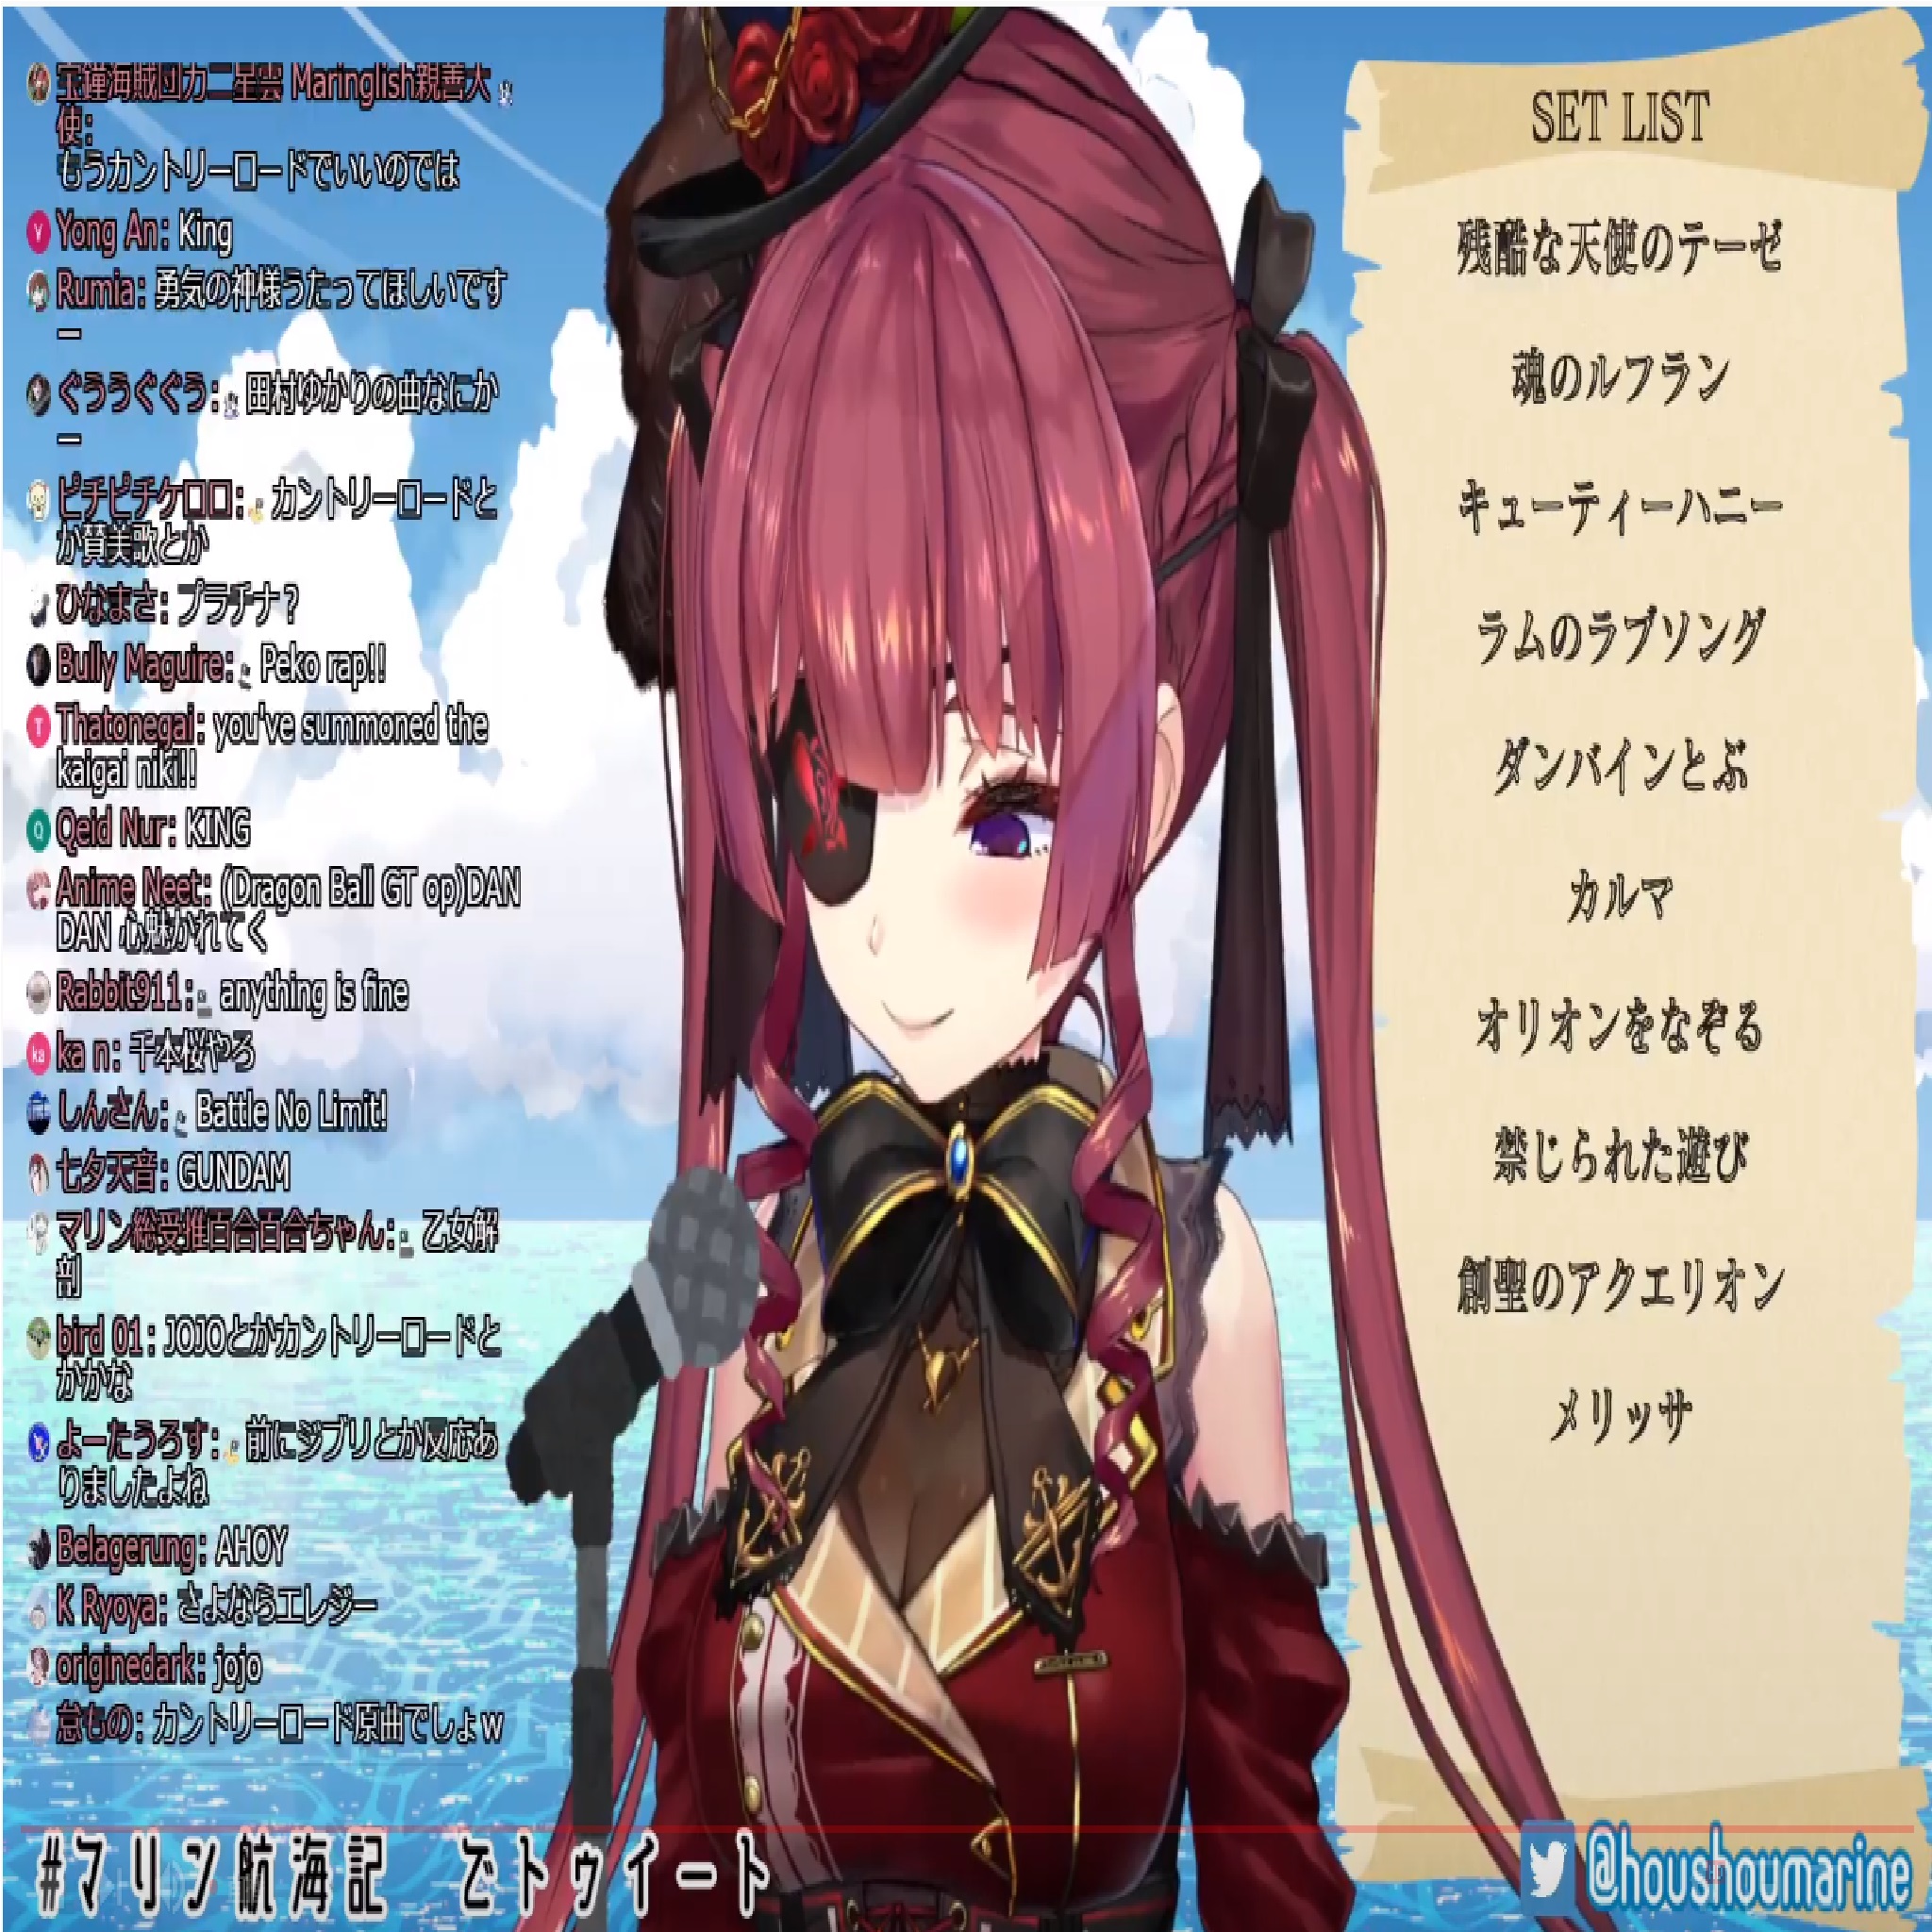 宝鐘海賊団カ二星雲 Maringlish親善大
使:
もうカントリーロードでいいのでは
Yong An: King
Rumia: 勇気の神様うたってほしいです
ー
ぐううぐぐう: 田村ゆかりの曲なにか
ー
ピチピチケロロ: カントリーロードと
か賛美歌とか
ひなまさ: プラチナ？
Bully Maguire: Peko rap!!
Thatonegai: you've summoned the
kaigai niki!!
Qeid Nur: KING
Anime Neet: (Dragon Ball GT op)DAN
DAN 心魅かれてく
Rabbit911: anything is fine
ka n: 千本桜やろ
しんさん: Battle No Limit!
七夕天音: GUNDAM
マリン総受推百合百合ちゃん: 乙女解
剖
bird 01: JOJOとかカントリーロードと
かかな
よーたうろす: 前にジブリとか反応あ
りましたよね
Belagerung: AHOY
K Ryoya: さよならエレジー
originedark: jojo
怠もの: カントリーロード原曲でしょw
#マリン航海記 でトゥイート
SET LIST
残酷な天使のテーゼ
魂のルフラン
キューティーハニー
ラムのラブソング
ダンバインとぶ
カルマ
オリオンをなぞる
禁じられた遊び
創聖のアクエリオン
メリッサ
@houshoumarine